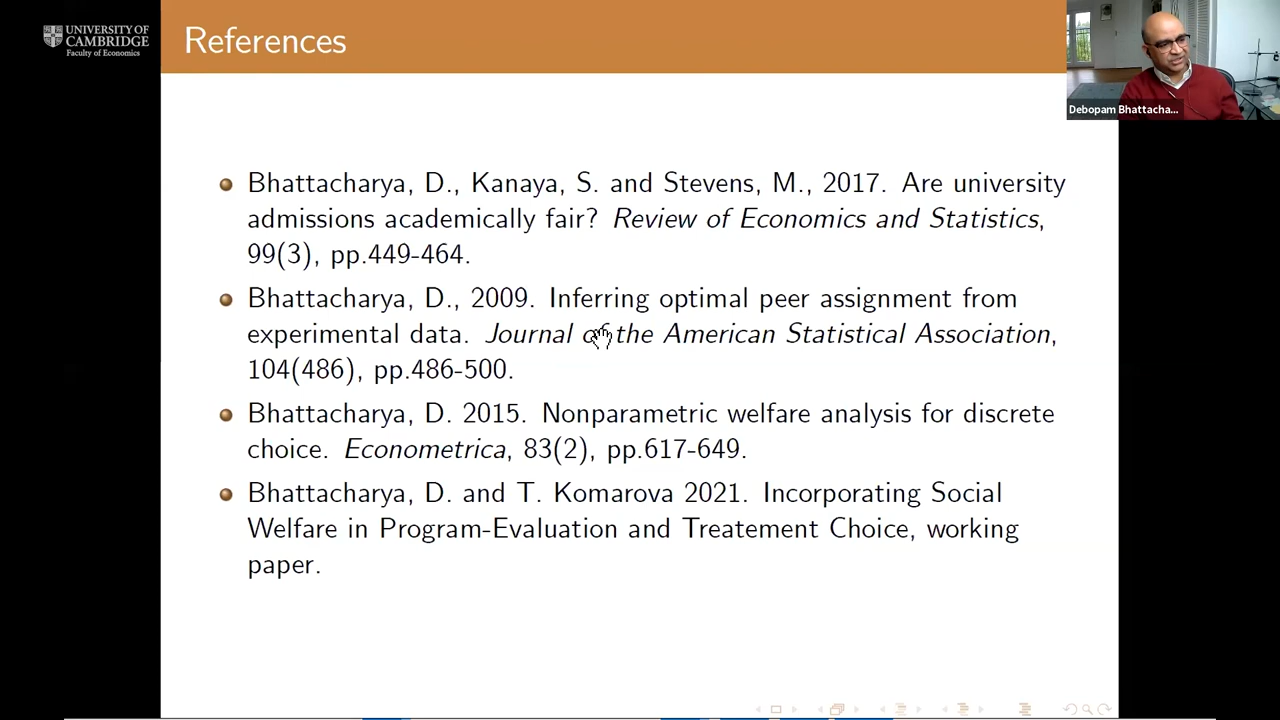 UNIVERSITY OF
CAMBRIDGE
Faculty of Economics
References
Debopam Bhattacha...
Bhattacharya, D., Kanaya, S. and Stevens, M., 2017. Are university
admissions academically fair? Review of Economics and Statistics,
99(3), pp.449-464.
Bhattacharya, D., 2009. Inferring optimal peer assignment from
experimental data. Journal of the American Statistical Association,
104(486), pp.486-500.
Bhattacharya, D. 2015. Nonparametric welfare analysis for discrete
choice. Econometrica, 83(2), pp.617-649.
Bhattacharya, D. and T. Komarova 2021. Incorporating Social
Welfare in Program-Evaluation and Treatement Choice, working
paper.